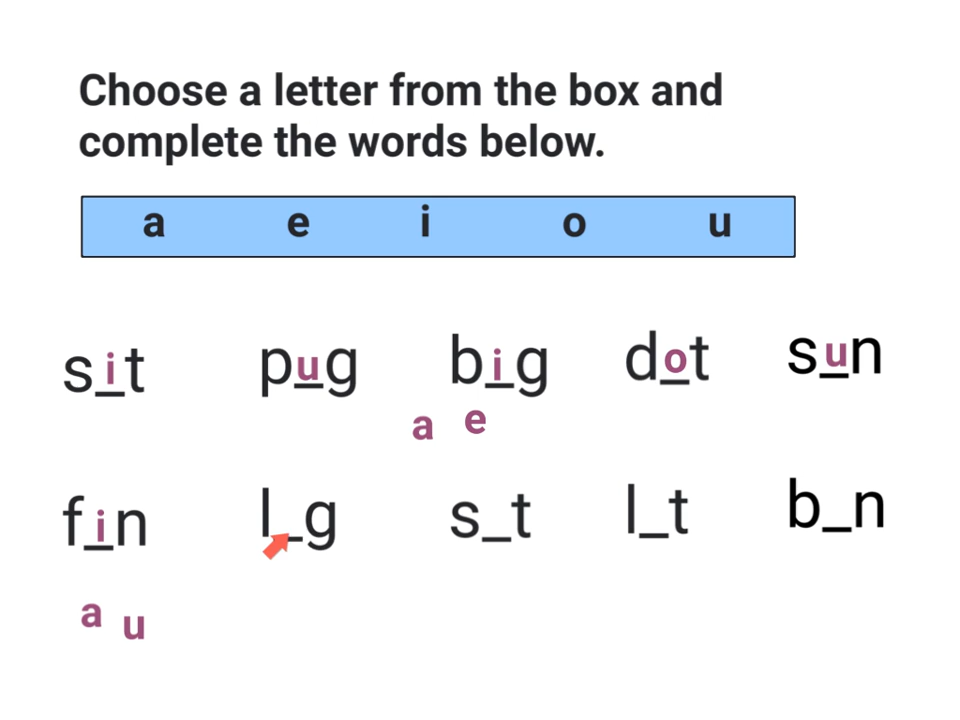 Choose a letter from the box and
complete the words below.
a e i o u
sit pug big dot sun
a e
fin l_g s_t l_t b_n
a u